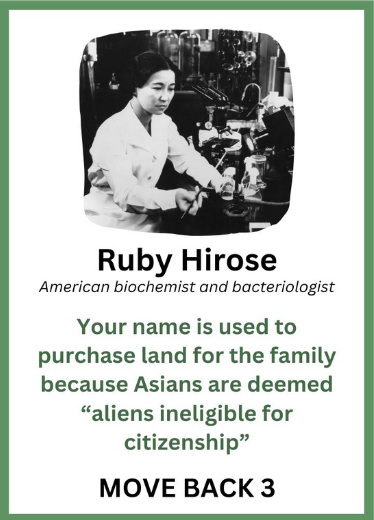 Ruby Hirose
American biochemist and bacteriologist
Your name is used to
purchase land for the family
because Asians are deemed
“aliens ineligible for
citizenship”
MOVE BACK 3